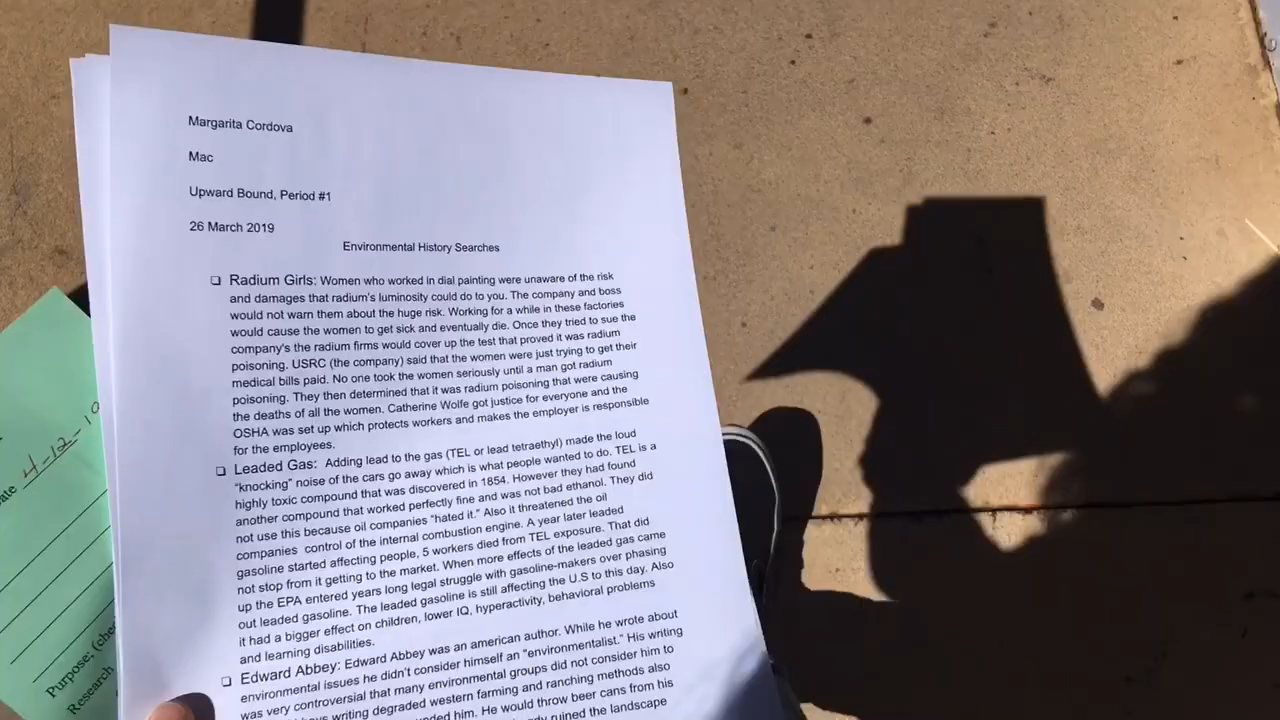 Margarita Cordova
Mac
Upward Bound, Period #1
26 March 2019
Environmental History Searches
❑ Radium Girls: Women who worked in dial painting were unaware of the risk
and damages that radium's luminosity could do to you. The company and boss
would not warn them about the huge risk. Working for a while in these factories
would cause the women to get sick and eventually die. Once they tried to sue the
company's the radium firms would cover up the test that proved it was radium
poisoning. USRC (the company) said that the women were just trying to get their
medical bills paid. No one took the women seriously until a man got radium
poisoning. They then determined that it was radium poisoning that were causing
the deaths of all the women. Catherine Wolfe got justice for everyone and the
OSHA was set up which protects workers and makes the employer is responsible
for the employees.
❑ Leaded Gas: Adding lead to the gas (TEL or lead tetraethyl) made the loud
"knocking" noise of the cars go away which is what people wanted to do. TEL is a
highly toxic compound that was discovered in 1854. However they had found
another compound that worked perfectly fine and was not bad ethanol. They did
not use this because oil companies "hated it." Also it threatened the oil
companies control of the internal combustion engine. A year later leaded
gasoline started affecting people, 5 workers died from TEL exposure. That did
not stop from it getting to the market. When more effects of the leaded gas came
up the EPA entered years long legal struggle with gasoline-makers over phasing
out leaded gasoline. The leaded gasoline is still affecting the U.S to this day. Also
it had a bigger effect on children, lower IQ, hyperactivity, behavioral problems
and learning disabilities.
❑ Edward Abbey: Edward Abbey was an american author. While he wrote about
environmental issues he didn't consider himself an "environmentalist." His writing
was very controversial that many environmental groups did not consider him to
writing degraded western farming and ranching methods also
him. He would throw beer cans from his
ruined the landscape
4-12-19
Purpose: (che
Research